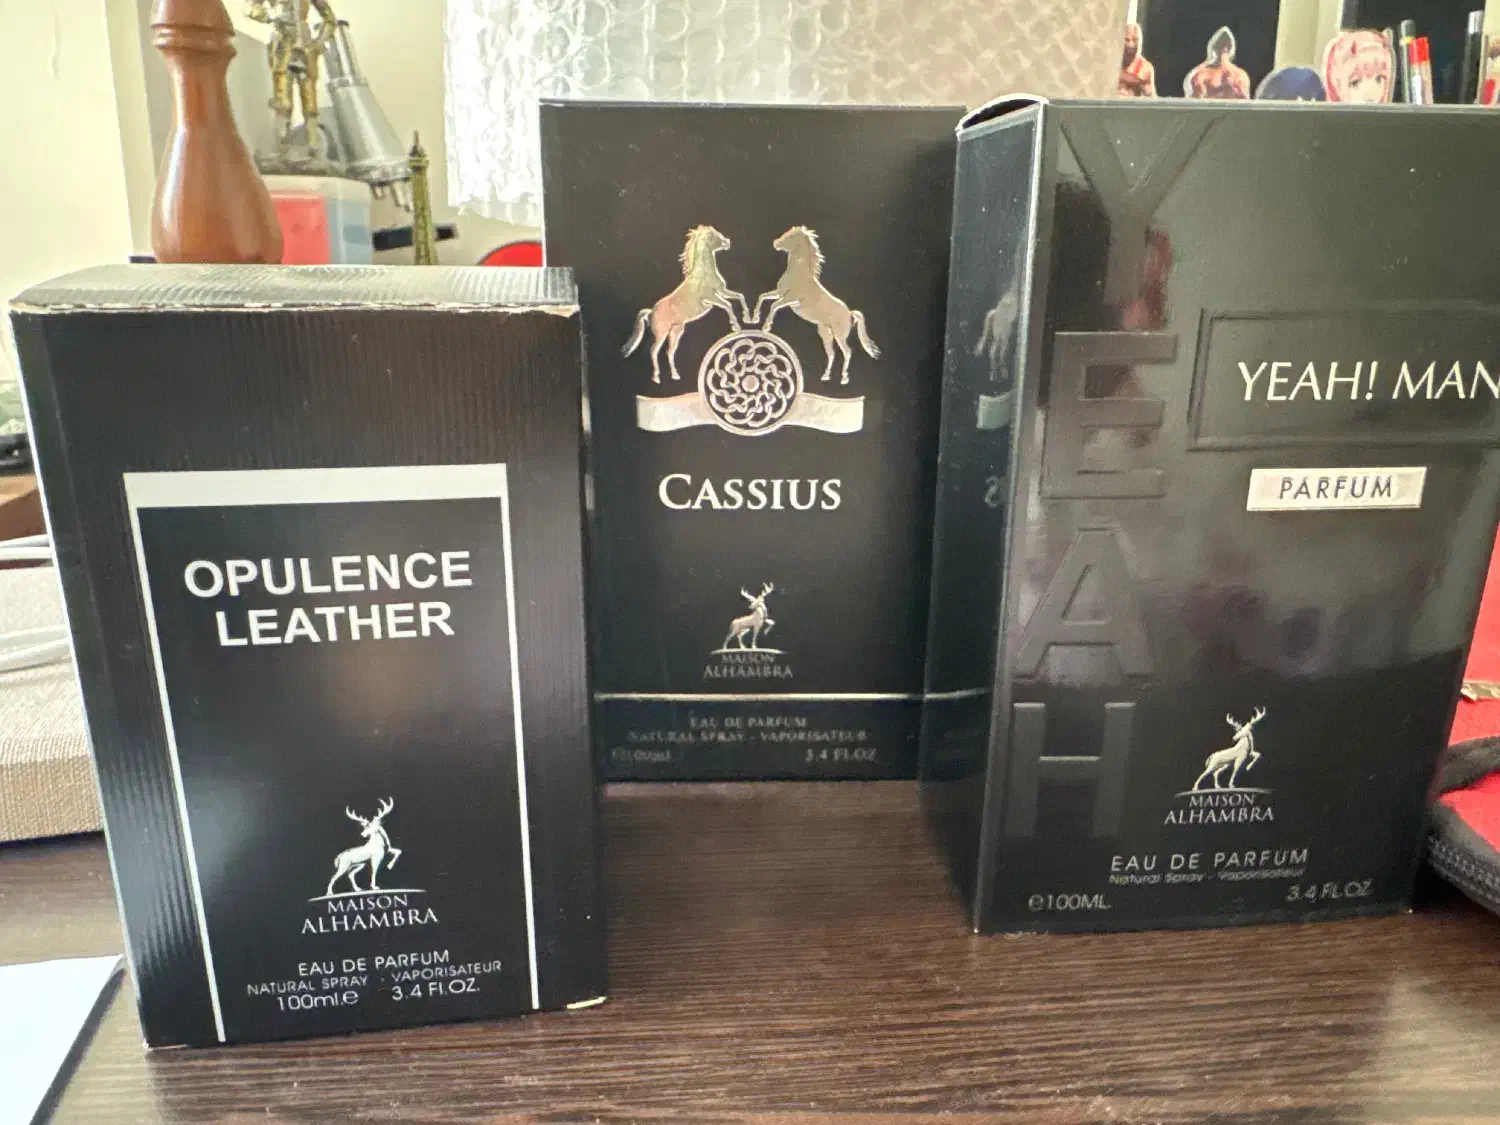 OPULENCE
LEATHER
MAISON
ALHAMBRA
EAU DE PARFUM
NATURAL SPRAY - VAPORISATEUR
100ml.e 3.4 Fl.OZ.
CASSIUS
MAISON
ALHAMBRA
EAU DE PARFUM
NATURAL SPRAY - VAPORISATEUR
3.4 FL.OZ
YEAH
YEAH! MAN
PARFUM
MAISON
ALHAMBRA
EAU DE PARFUM
Natural Spray - Vaporisateur
e100ML. 3.4 FL.OZ